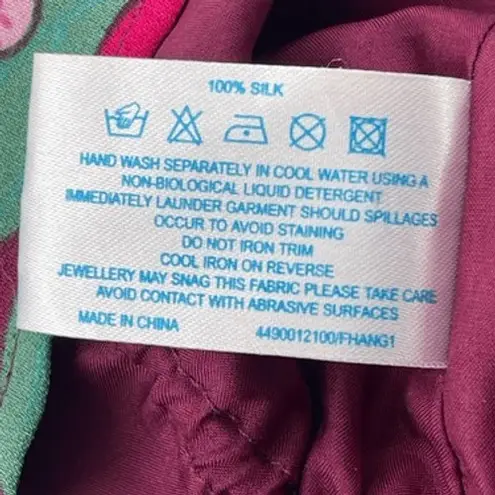 100% SILK
HAND WASH SEPARATELY IN COOL WATER USING A
NON-BIOLOGICAL LIQUID DETERGENT
IMMEDIATELY LAUNDER GARMENT SHOULD SPILLAGES
OCCUR TO AVOID STAINING
DO NOT IRON TRIM
COOL IRON ON REVERSE
JEWELLERY MAY SNAG THIS FABRIC PLEASE TAKE CARE
AVOID CONTACT WITH ABRASIVE SURFACES
MADE IN CHINA 4490012100/FHANG1